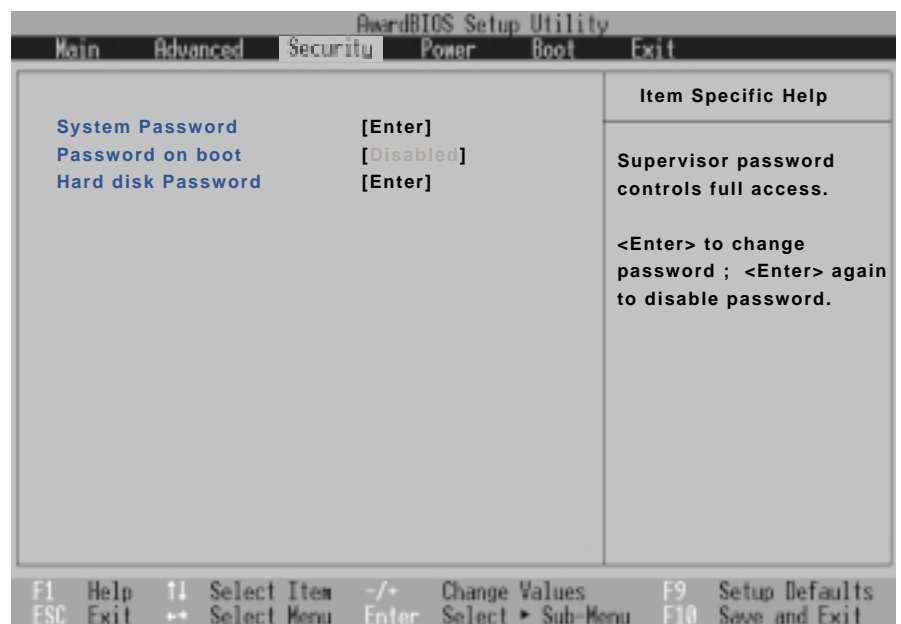 AwardBIOS Setup Utility
Main Advanced Security Power Boot Exit
Item Specific Help
System Password [Enter]
Password on boot [Disabled]
Hard disk Password [Enter]
Supervisor password
controls full access.
<Enter> to change
password ; <Enter> again
to disable password.
F1 Help ↑↓ Select Item -/+ Change Values F9 Setup Defaults
ESC Exit ←→ Select Menu Enter Select ► Sub-Menu F10 Save and Exit